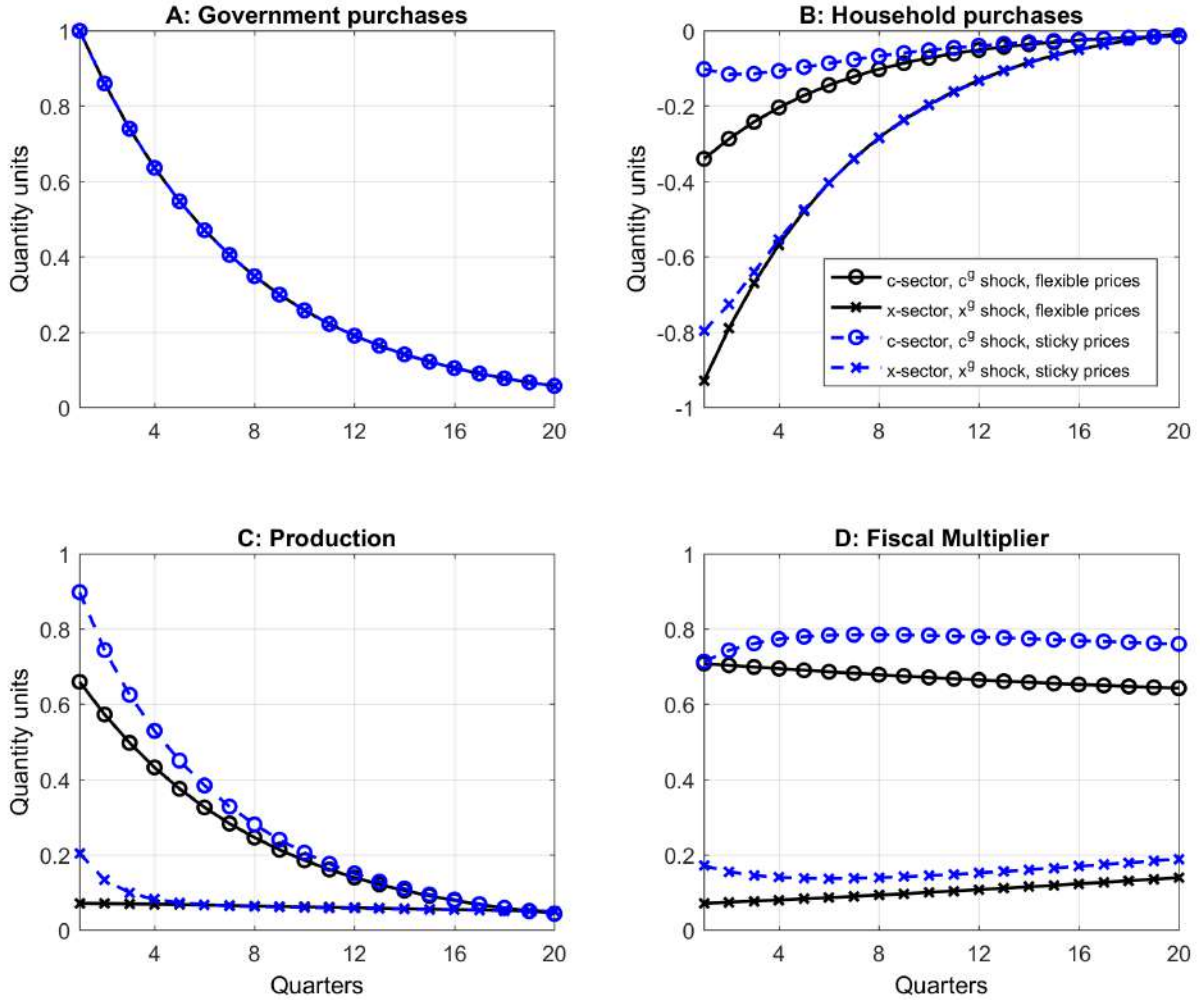 A: Government purchases
1
0.8
0.6
0.4
0.2
0
4 8 12 16 20
Quantity units
B: Household purchases
0
-0.2
-0.4
-0.6
-0.8
-1
4 8 12 16 20
Quantity units
c-sector, c^g shock, flexible prices
x-sector, x^g shock, flexible prices
c-sector, c^g shock, sticky prices
x-sector, x^g shock, sticky prices
C: Production
1
0.8
0.6
0.4
0.2
0
4 8 12 16 20
Quantity units
Quarters
D: Fiscal Multiplier
1
0.8
0.6
0.4
0.2
0
4 8 12 16 20
Quarters